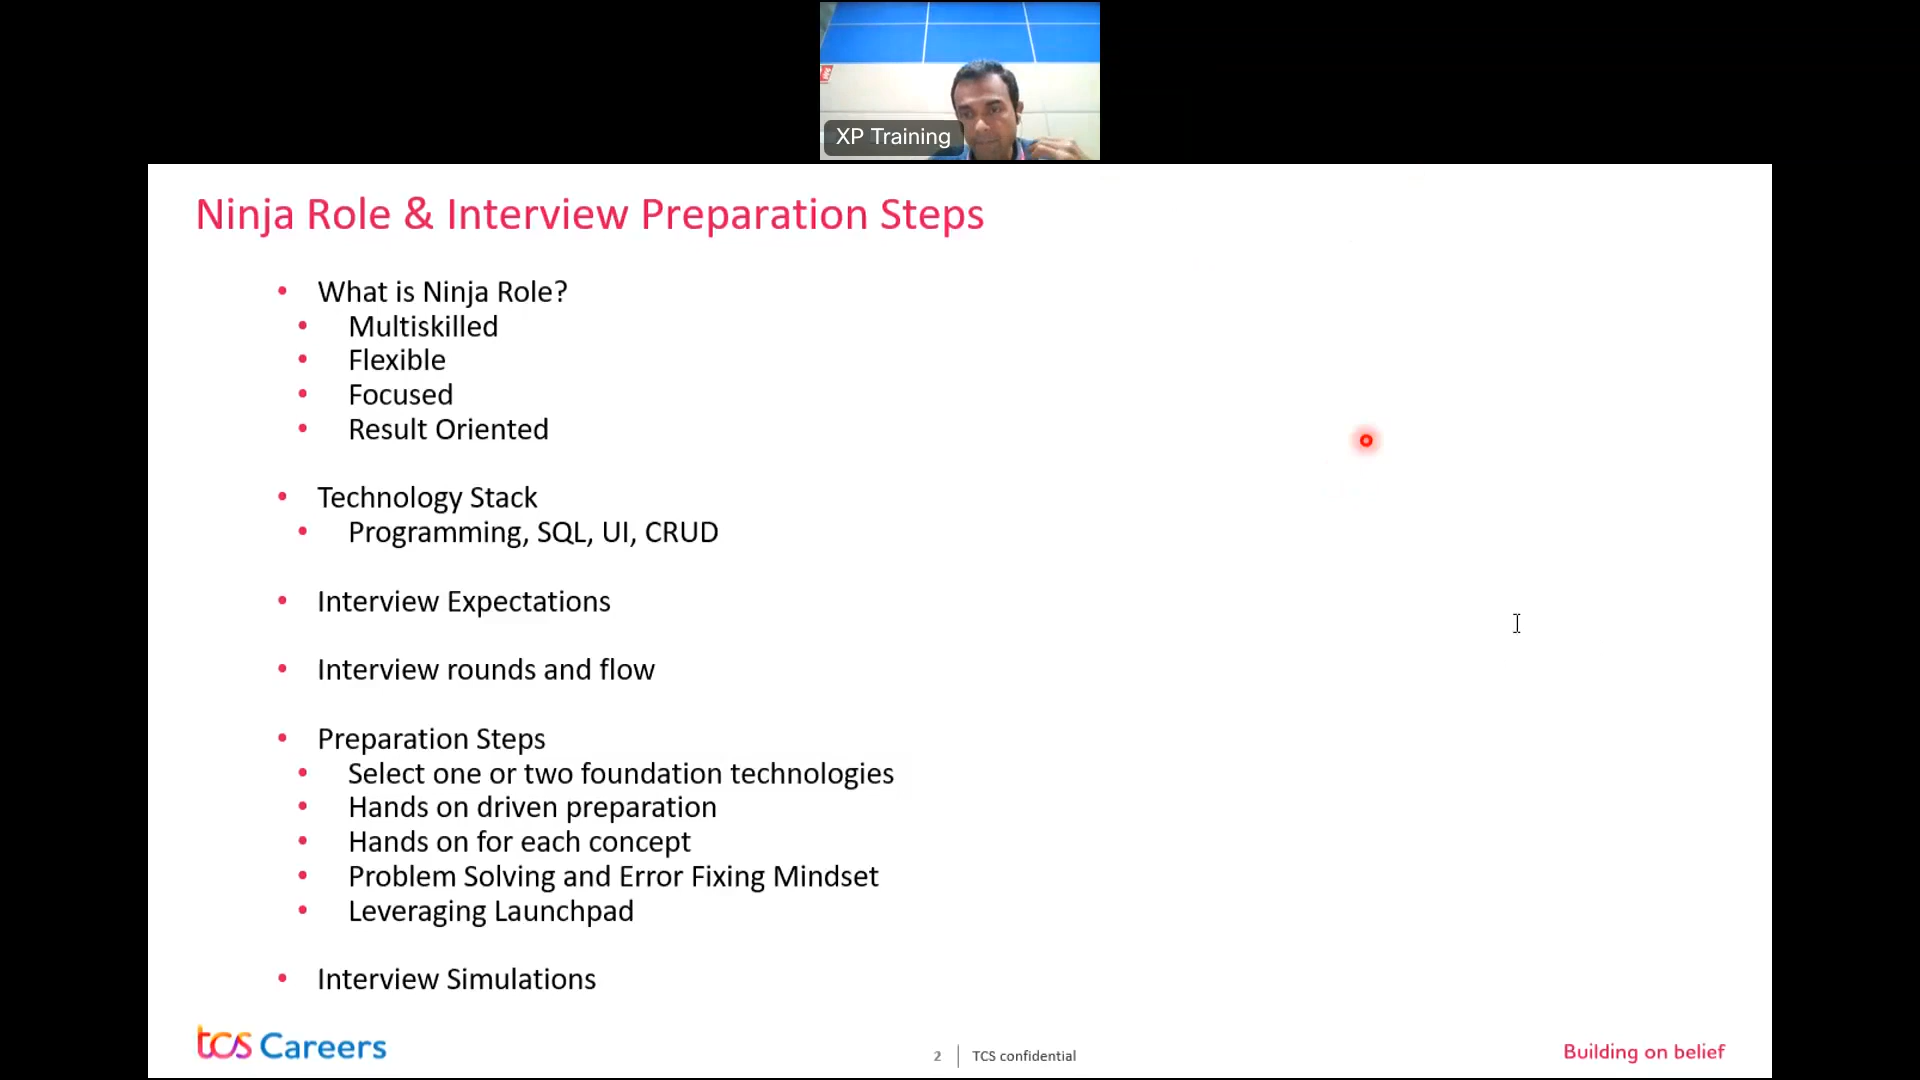 XP Training
Ninja Role & Interview Preparation Steps
• What is Ninja Role?
• Multiskilled
• Flexible
• Focused
• Result Oriented
• Technology Stack
• Programming, SQL, UI, CRUD
• Interview Expectations
• Interview rounds and flow
• Preparation Steps
• Select one or two foundation technologies
• Hands on driven preparation
• Hands on for each concept
• Problem Solving and Error Fixing Mindset
• Leveraging Launchpad
• Interview Simulations
tcs Careers
2 | TCS confidential
Building on belief